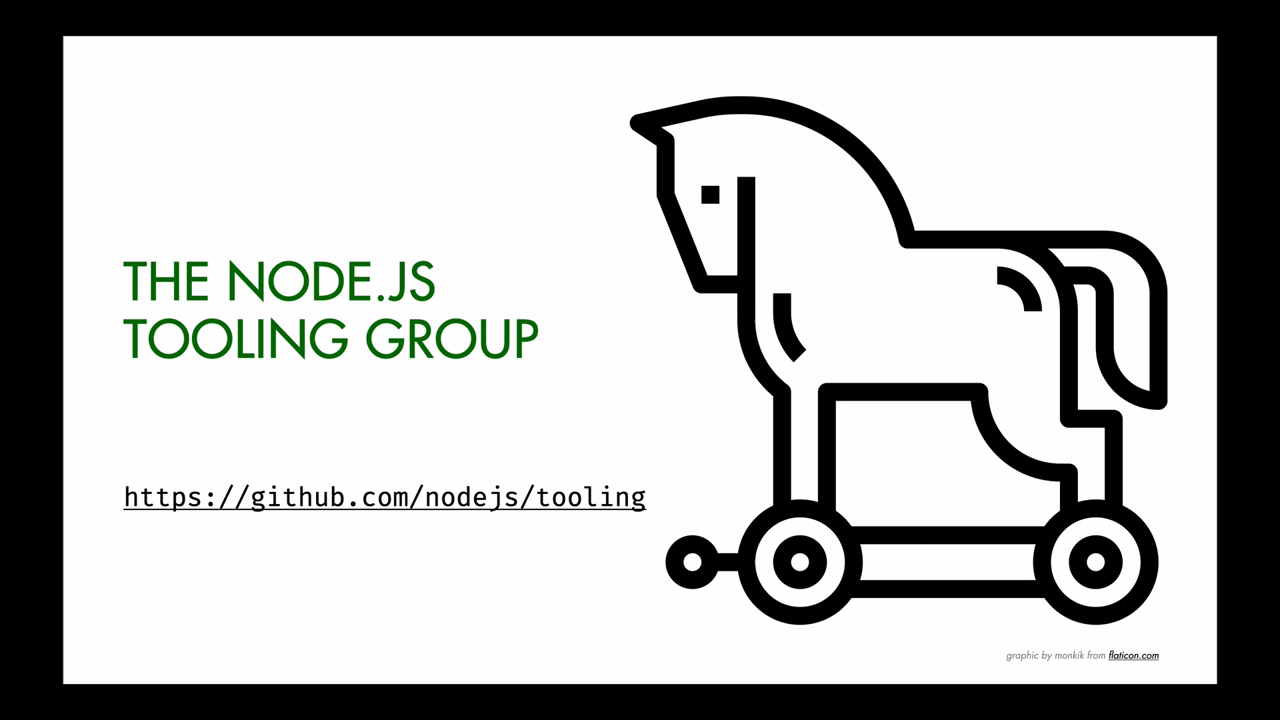 THE NODE.JS
TOOLING GROUP
https://github.com/nodejs/tooling
graphic by monkik from flaticon.com